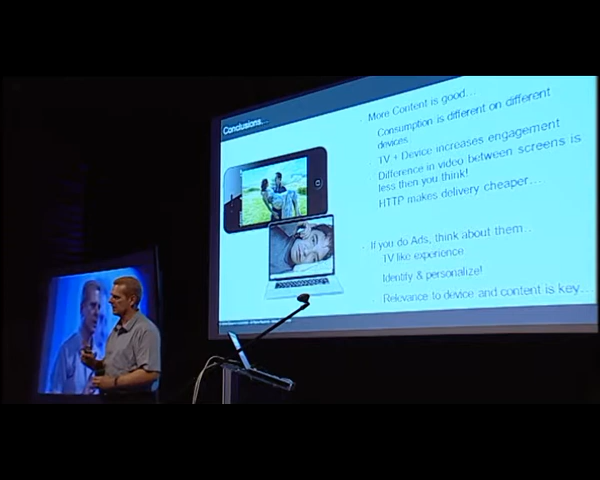 Conclusions...
More Content is good...
Consumption is different on different
devices.
TV + Device increases engagement
Difference in video between screens is
less then you think!
HTTP makes delivery cheaper...
If you do Ads, think about them..
TV like experience
Identify & personalize!
Relevance to device and content is key...